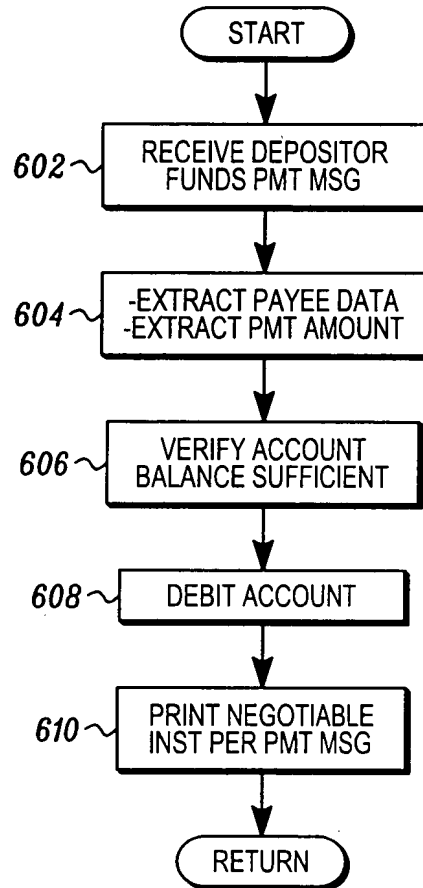 START
602
RECEIVE DEPOSITOR
FUNDS PMT MSG
604
-EXTRACT PAYEE DATA
-EXTRACT PMT AMOUNT
606
VERIFY ACCOUNT
BALANCE SUFFICIENT
608
DEBIT ACCOUNT
610
PRINT NEGOTIABLE
INST PER PMT MSG
RETURN